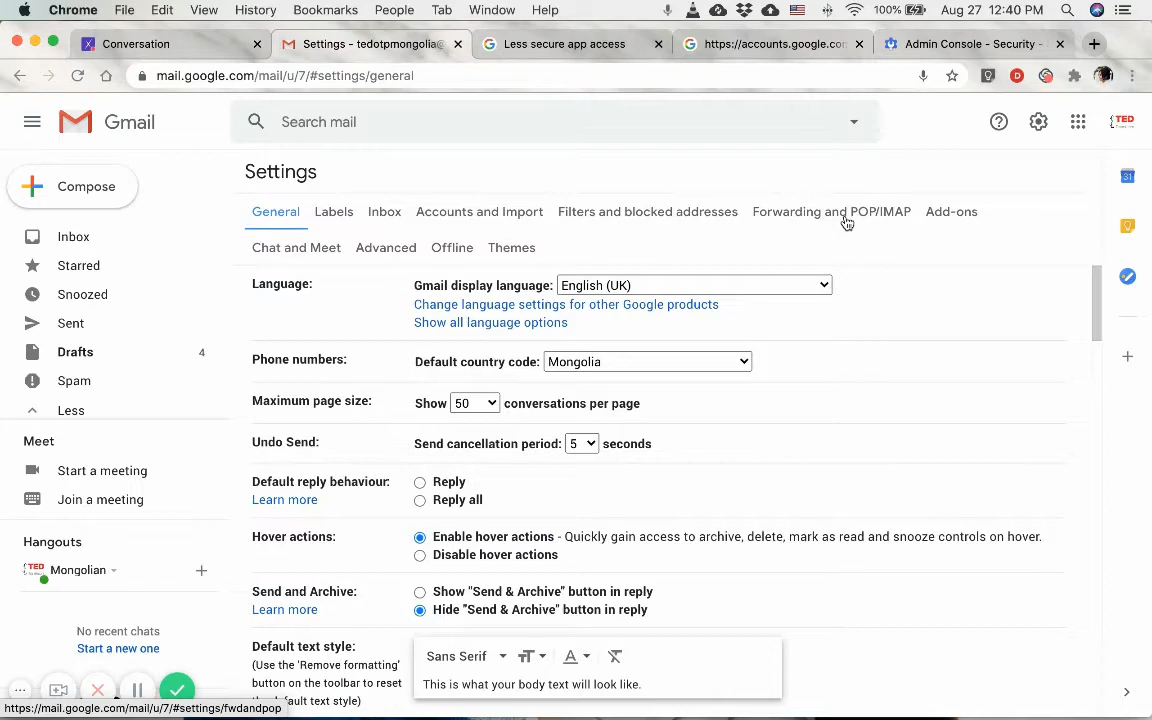 Chrome File Edit View History Bookmarks People Tab Window Help 100% Aug 27 12:40 PM
Conversation Settings - tedotpmongolia@ Less secure app access https://accounts.google.com Admin Console - Security -
mail.google.com/mail/u/7/#settings/general
Gmail Search mail TED
Settings
Compose
General Labels Inbox Accounts and Import Filters and blocked addresses Forwarding and POP/IMAP Add-ons
Chat and Meet Advanced Offline Themes
Inbox
Starred
Snoozed
Sent
Drafts 4
Spam
Less
Meet
Start a meeting
Join a meeting
Hangouts
TED Mongolian
No recent chats
Start a new one
Language: Gmail display language: English (UK)
Change language settings for other Google products
Show all language options
Phone numbers: Default country code: Mongolia
Maximum page size: Show 50 conversations per page
Undo Send: Send cancellation period: 5 seconds
Default reply behaviour: Reply
Learn more Reply all
Hover actions: Enable hover actions - Quickly gain access to archive, delete, mark as read and snooze controls on hover.
Disable hover actions
Send and Archive: Show "Send & Archive" button in reply
Learn more Hide "Send & Archive" button in reply
Default text style: Sans Serif
(Use the 'Remove formatting' button on the toolbar to reset
the default text style)
This is what your body text will look like.
31
https://mail.google.com/mail/u/7/#settings/fwdandpop